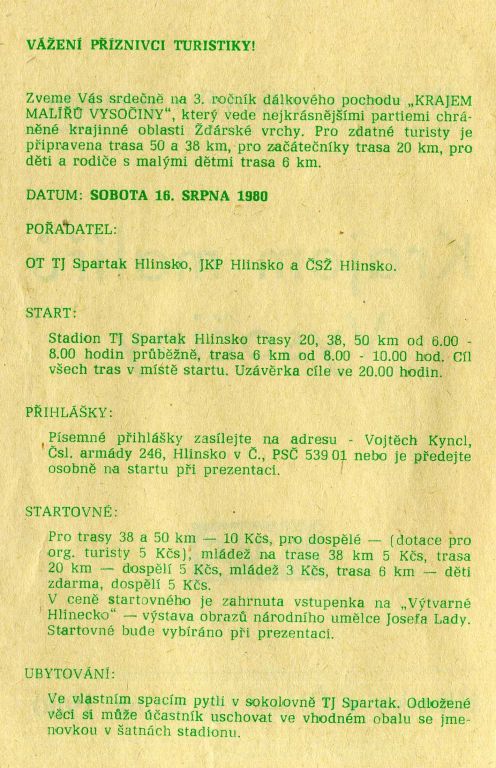 VÁŽENÍ PŘÍZNIVCI TURISTIKY!
Zveme Vás srdečně na 3. ročník dálkového pochodu „KRAJEM
MALÍŘŮ VYSOČINY“, který vede nejkrásnějšími partiemi chrá-
něné krajinné oblasti Žďárské vrchy. Pro zdatné turisty je
připravena trasa 50 a 38 km, pro začátečníky trasa 20 km, pro
děti a rodiče s malými dětmi trasa 6 km.
DATUM: SOBOTA 16. SRPNA 1980
POŘADATEL:
OT TJ Spartak Hlinsko, JKP Hlinsko a ČSŽ Hlinsko.
START:
Stadion TJ Spartak Hlinsko trasy 20, 38, 50 km od 6.00 -
8.00 hodin průběžně, trasa 6 km od 8.00 - 10.00 hod. Cíl
všech tras v místě startu. Uzávěrka cíle ve 20.00 hodin.
PŘIHLÁŠKY:
Písemné přihlášky zasílejte na adresu - Vojtěch Kyncl,
Čsl. armády 246, Hlinsko v Č., PSČ 539 01 nebo je předejte
osobně na startu při prezentaci.
STARTOVNÉ:
Pro trasy 38 a 50 km — 10 Kčs, pro dospělé — (dotace pro
org. turisty 5 Kčs), mládež na trase 38 km 5 Kčs, trasa
20 km — dospělí 5 Kčs, mládež 3 Kčs, trasa 6 km — děti
zdarma, dospělí 5 Kčs.
V ceně startovného je zahrnuta vstupenka na „Výtvarné
Hlinecko“ — výstava obrazů národního umělce Josefa Lady.
Startovné bude vybíráno při prezentaci.
UBYTOVÁNÍ:
Ve vlastním spacím pytli v sokolovně TJ Spartak. Odložené
věci si může účastník uschovat ve vhodném obalu se jme-
novkou v šatnách stadionu.